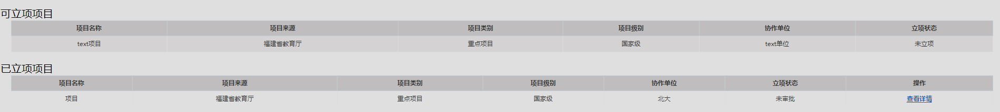 可立项项目
项目名称 项目来源 项目类别 项目级别 协作单位 立项状态
text项目 福建省教育厅 重点项目 国家级 text单位 未立项
已立项项目
项目名称 项目来源 项目类别 项目级别 协作单位 立项状态 操作
项目 福建省教育厅 重点项目 国家级 北大 未审批 查看详情